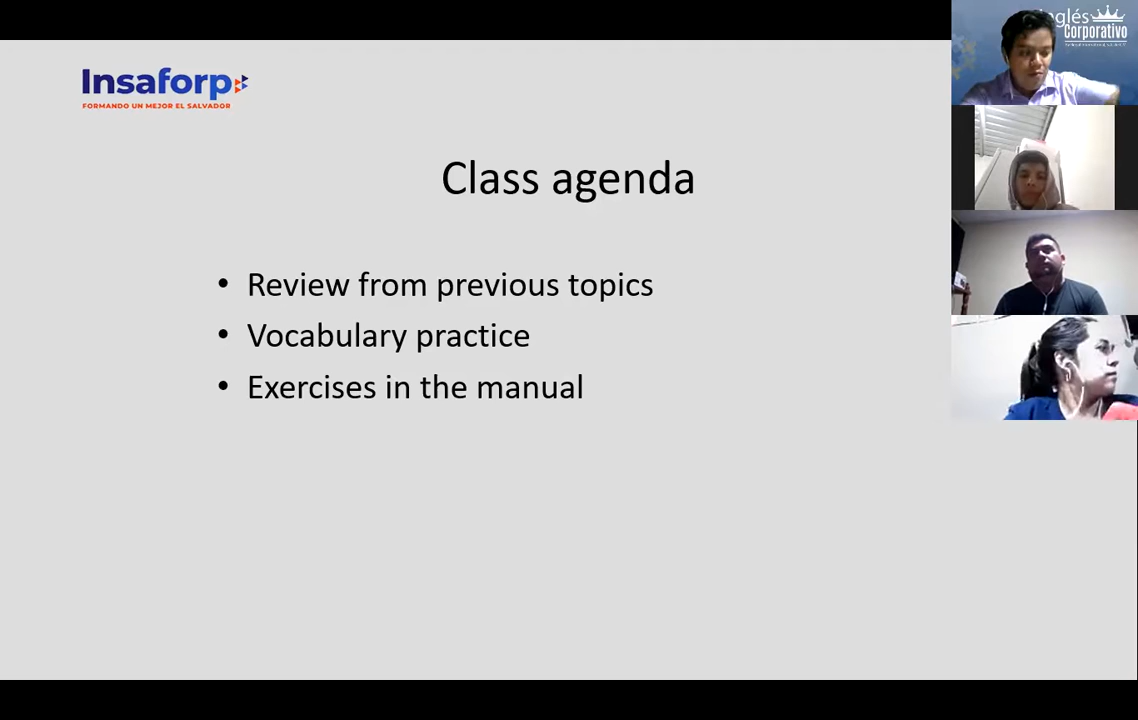 Insaforp
FORMANDO UN MEJOR EL SALVADOR
Class agenda
• Review from previous topics
• Vocabulary practice
• Exercises in the manual
Inglés
Corporativo